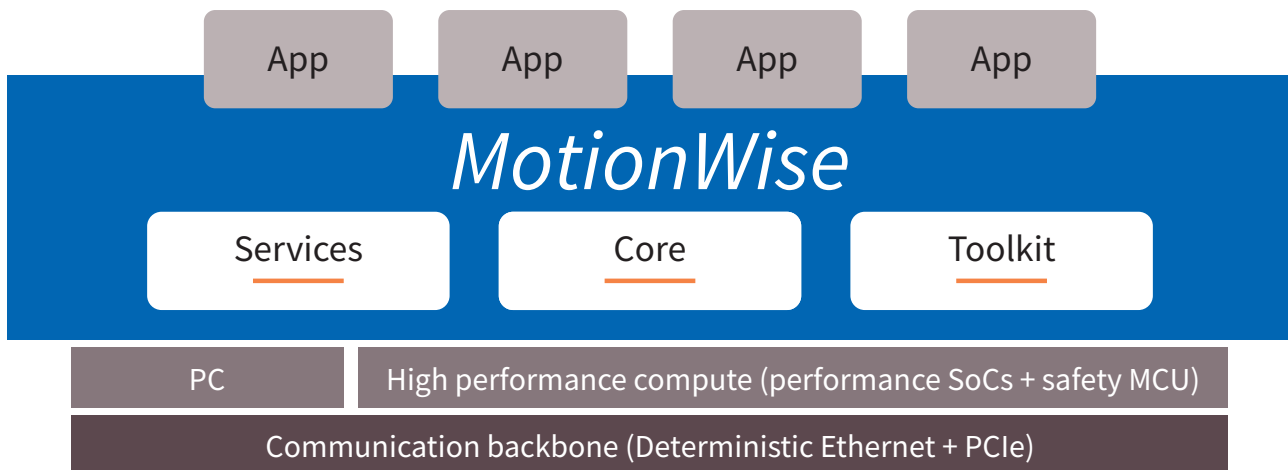 App App App App
MotionWise
Services Core Toolkit
PC High performance compute (performance SoCs + safety MCU)
Communication backbone (Deterministic Ethernet + PCIe)